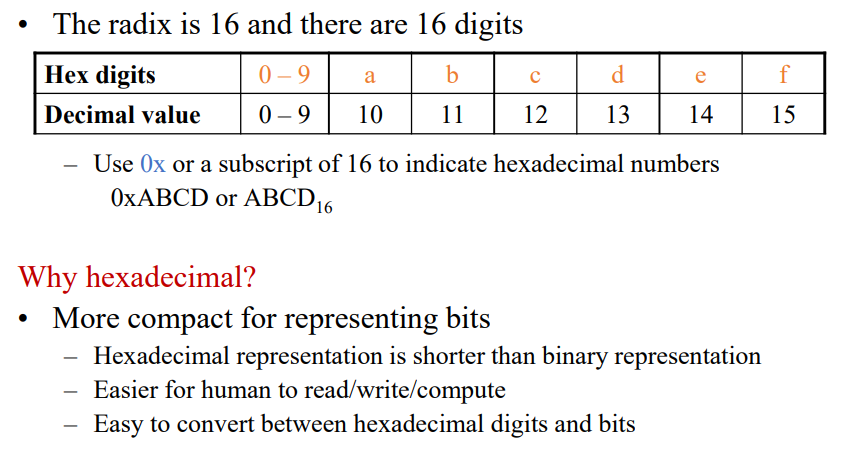 • The radix is 16 and there are 16 digits
Hex digits 0 – 9 a b c d e f
Decimal value 0 – 9 10 11 12 13 14 15
– Use 0x or a subscript of 16 to indicate hexadecimal numbers
0xABCD or ABCD₁₆
Why hexadecimal?
• More compact for representing bits
– Hexadecimal representation is shorter than binary representation
– Easier for human to read/write/compute
– Easy to convert between hexadecimal digits and bits